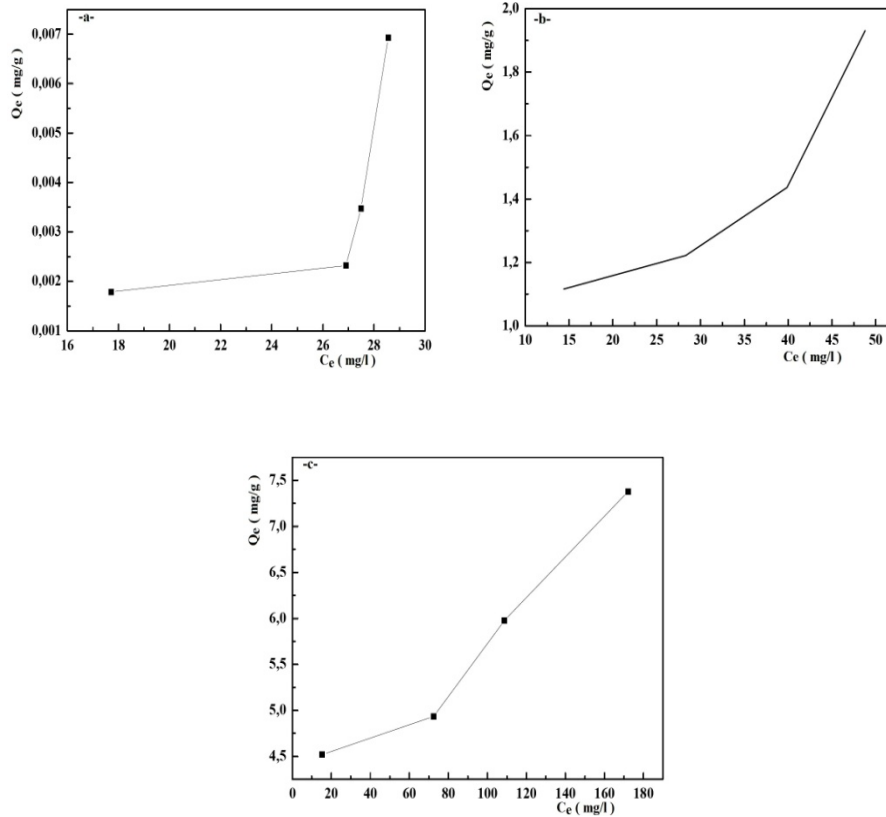 -a-
Qe ( mg/g )
0,007
0,006
0,005
0,004
0,003
0,002
0,001
16 18 20 22 24 26 28 30
Ce ( mg/l )
-b-
Qe ( mg/g )
2,0
1,8
1,6
1,4
1,2
1,0
10 15 20 25 30 35 40 45 50
Ce ( mg/l )
-c-
Qe ( mg/g )
7,5
7,0
6,5
6,0
5,5
5,0
4,5
0 20 40 60 80 100 120 140 160 180
Ce ( mg/l )